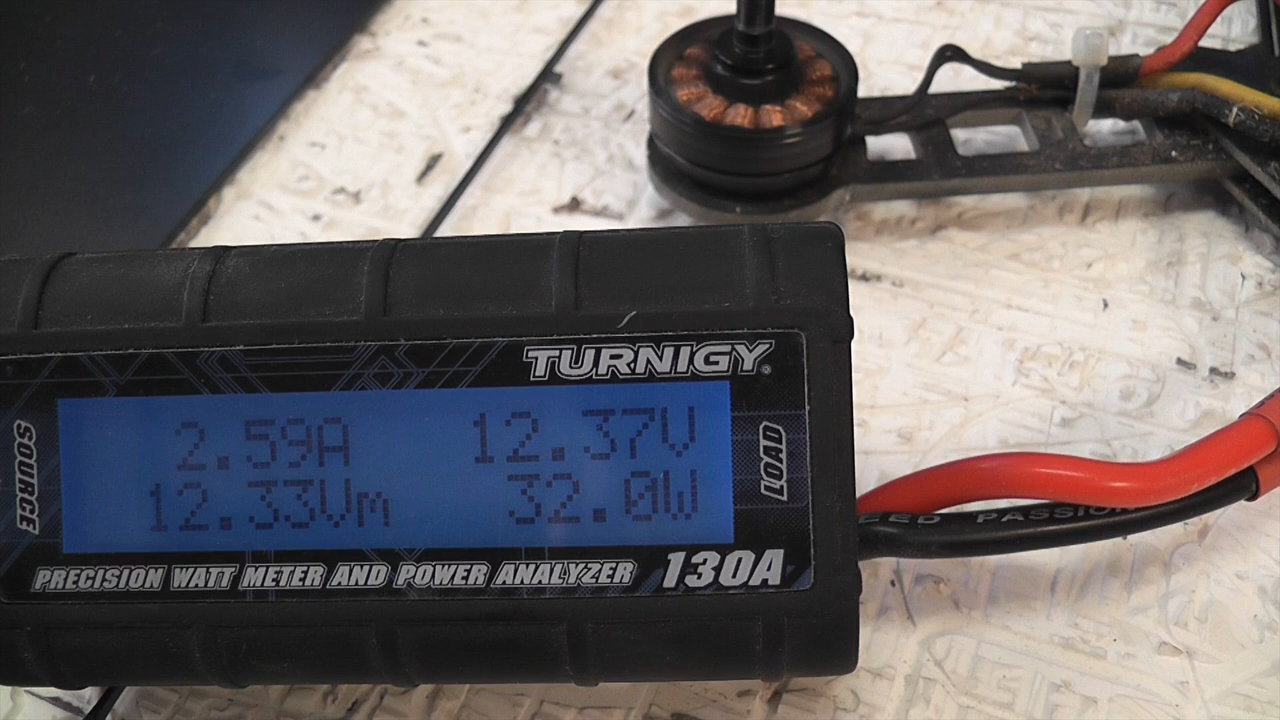 TURNIGY
SOURCE
2.59A 12.37V
12.33Vm 32.0W
LOAD
PRECISION WATT METER AND POWER ANALYZER 130A
EED PASSION